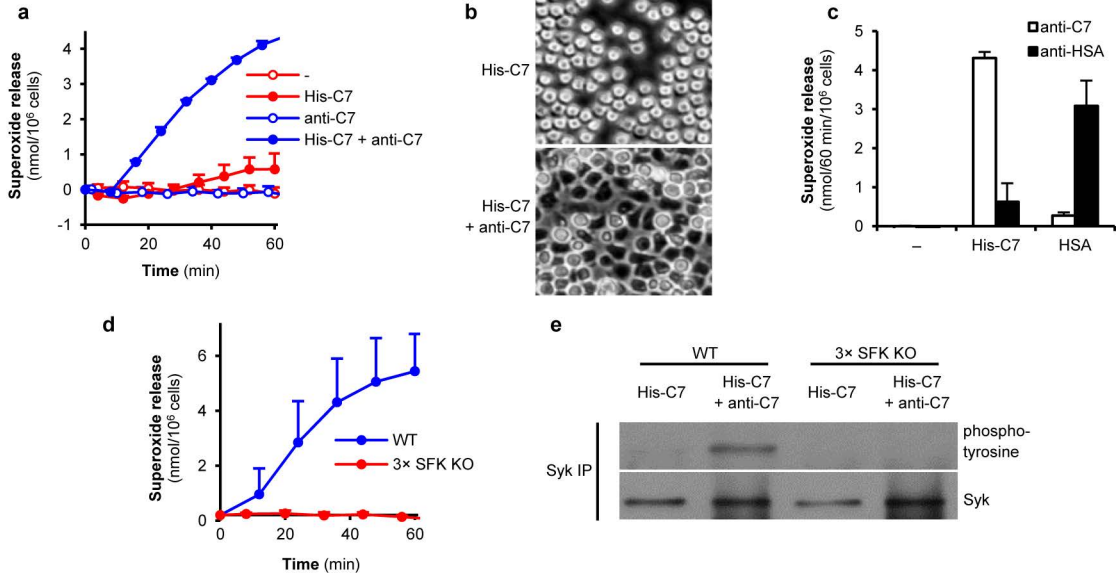 a
Superoxide release
(nmol/10⁶ cells)
4
3
2
1
0
-1
0
20
40
60
Time (min)
-
His-C7
anti-C7
His-C7 + anti-C7
b
His-C7
His-C7
+ anti-C7
c
Superoxide release
(nmol/60 min/10⁶ cells)
5
4
3
2
1
0
anti-C7
anti-HSA
–
His-C7
HSA
d
Superoxide release
(nmol/10⁶ cells)
6
4
2
0
0
20
40
60
Time (min)
WT
3× SFK KO
e
WT
3× SFK KO
His-C7
His-C7
+ anti-C7
His-C7
His-C7
+ anti-C7
Syk IP
phospho-
tyrosine
Syk